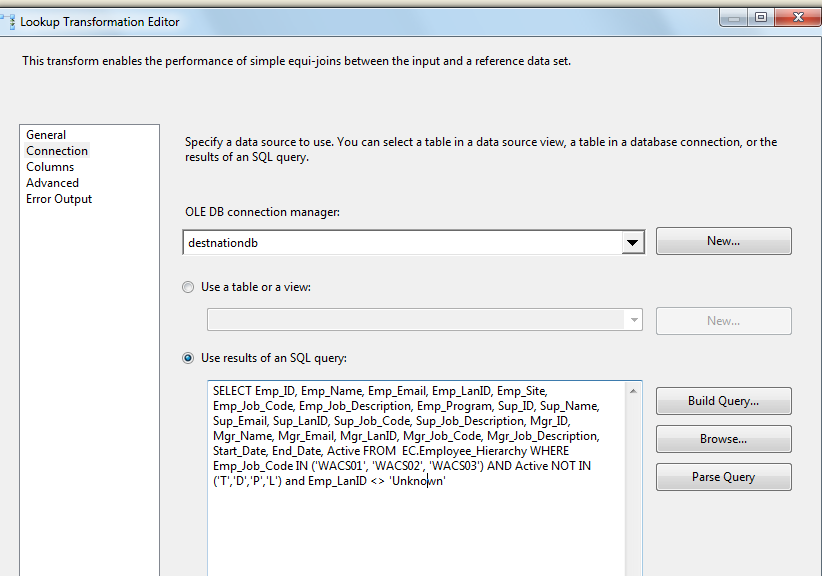 Lookup Transformation Editor
This transform enables the performance of simple equi-joins between the input and a reference data set.
General
Connection
Columns
Advanced
Error Output
Specify a data source to use. You can select a table in a data source view, a table in a database connection, or the
results of an SQL query.
OLE DB connection manager:
destnationdb
New...
Use a table or a view:
New...
Use results of an SQL query:
SELECT Emp_ID, Emp_Name, Emp_Email, Emp_LanID, Emp_Site,
Emp_Job_Code, Emp_Job_Description, Emp_Program, Sup_ID, Sup_Name,
Sup_Email, Sup_LanID, Sup_Job_Code, Sup_Job_Description, Mgr_ID,
Mgr_Name, Mgr_Email, Mgr_LanID, Mgr_Job_Code, Mgr_Job_Description,
Start_Date, End_Date, Active FROM  EC.Employee_Hierarchy WHERE
Emp_Job_Code IN ('WACS01', 'WACS02', 'WACS03') AND Active NOT IN
('T','D','P','L') and Emp_LanID <> 'Unknown'
Build Query...
Browse...
Parse Query